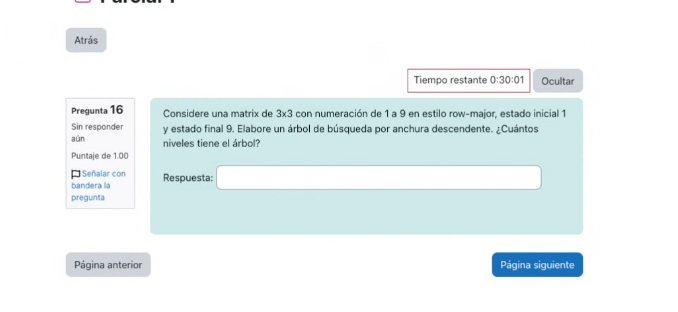 Atrás
Tiempo restante 0:30:01
Ocultar
Pregunta 16
Sin responder
aún
Puntaje de 1.00
Señalar con
bandera la
pregunta
Considere una matrix de 3x3 con numeración de 1 a 9 en estilo row-major, estado inicial 1
y estado final 9. Elabore un árbol de búsqueda por anchura descendente. ¿Cuántos
niveles tiene el árbol?
Respuesta:
Página anterior
Página siguiente